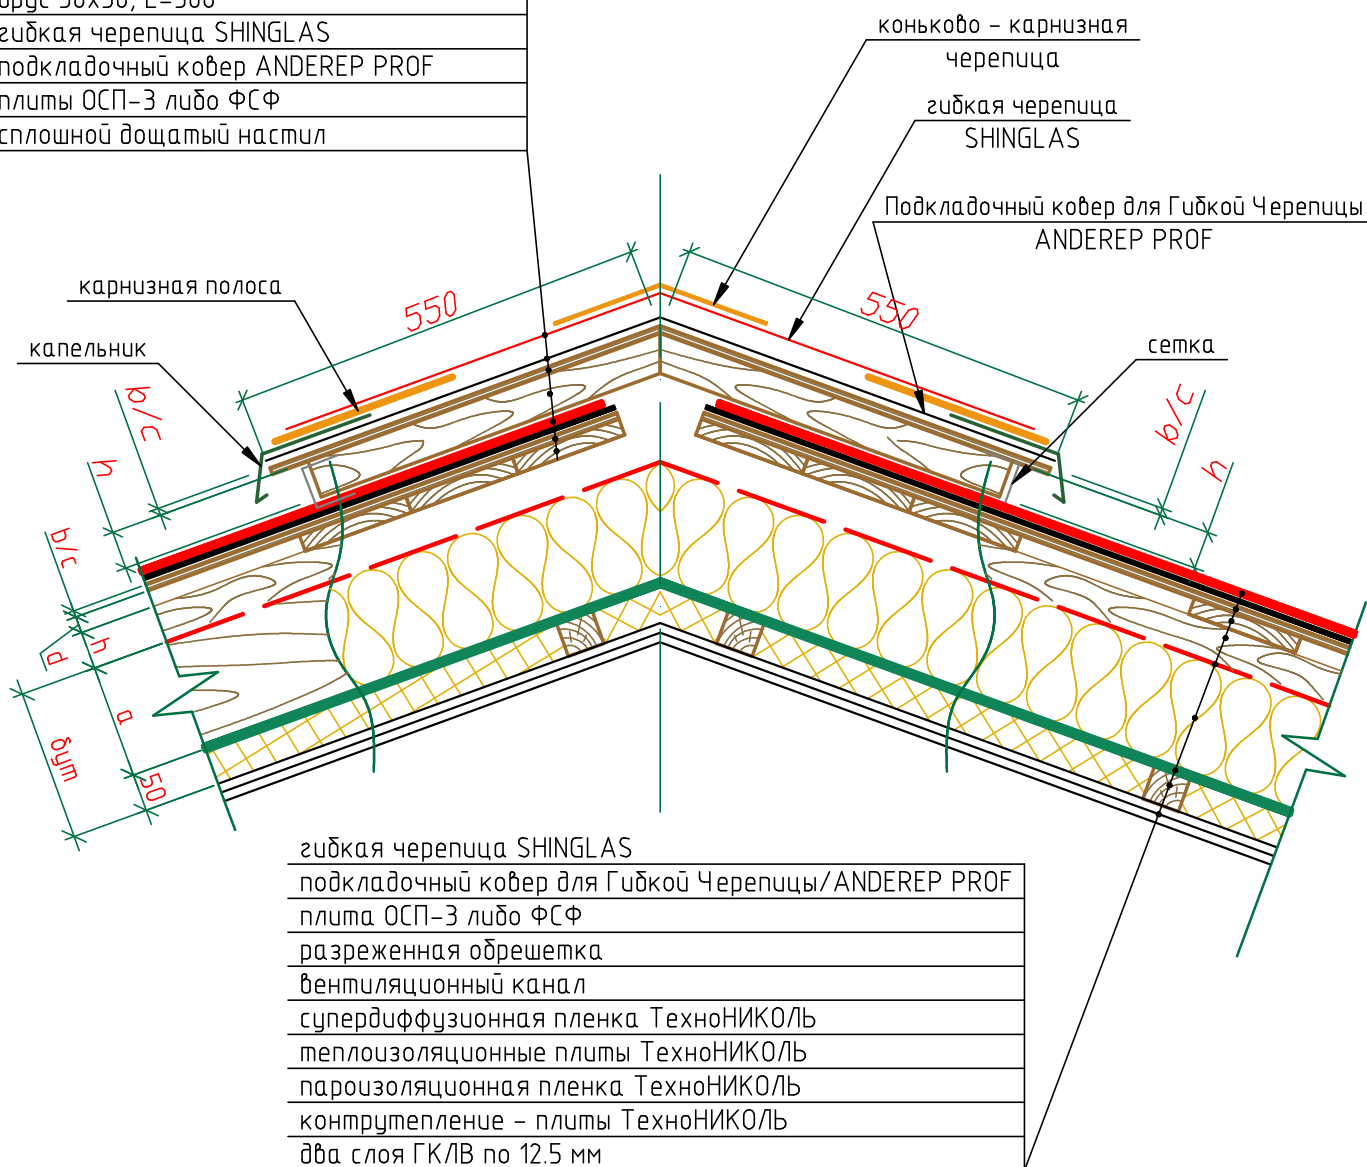 гибкая черепица SHINGLAS
подкладочный ковер ANDEREP PROF
плиты ОСП-3 либо ФСФ
сплошной дощатый настил
коньково - карнизная
черепица
гибкая черепица
SHINGLAS
Подкладочный ковер для Гибкой Черепицы
ANDEREP PROF
карнизная полоса
капельник
сетка
550
550
b/c
h
b/c
h
d
a
50
δут
b/c
h
гибкая черепица SHINGLAS
подкладочный ковер для Гибкой Черепицы/ANDEREP PROF
плита ОСП-3 либо ФСФ
разреженная обрешетка
вентиляционный канал
супердиффузионная пленка ТехноНИКОЛЬ
теплоизоляционные плиты ТехноНИКОЛЬ
пароизоляционная пленка ТехноНИКОЛЬ
контрутепление - плиты ТехноНИКОЛЬ
два слоя ГКЛВ по 12.5 мм